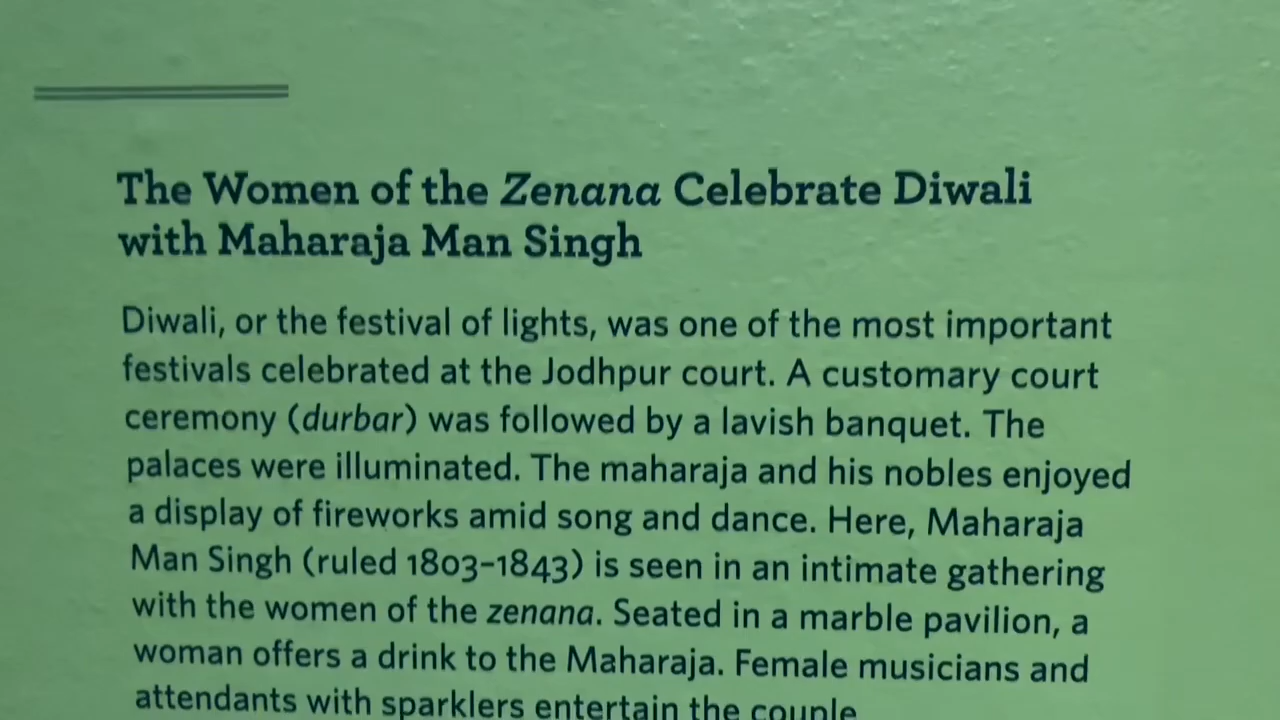 The Women of the Zenana Celebrate Diwali
with Maharaja Man Singh
Diwali, or the festival of lights, was one of the most important
festivals celebrated at the Jodhpur court. A customary court
ceremony (durbar) was followed by a lavish banquet. The
palaces were illuminated. The maharaja and his nobles enjoyed
a display of fireworks amid song and dance. Here, Maharaja
Man Singh (ruled 1803–1843) is seen in an intimate gathering
with the women of the zenana. Seated in a marble pavilion, a
woman offers a drink to the Maharaja. Female musicians and
attendants with sparklers entertain the couple